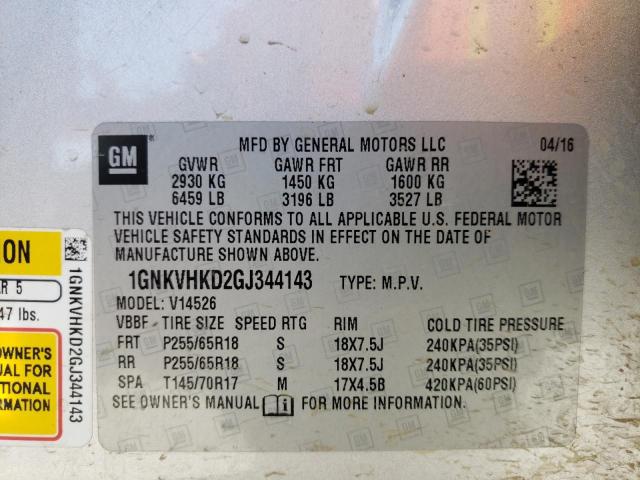 GM
MFD BY GENERAL MOTORS LLC 04/16
GVWR GAWR FRT GAWR RR
2930 KG 1450 KG 1600 KG
6459 LB 3196 LB 3527 LB
THIS VEHICLE CONFORMS TO ALL APPLICABLE U.S. FEDERAL MOTOR
VEHICLE SAFETY STANDARDS IN EFFECT ON THE DATE OF
MANUFACTURE SHOWN ABOVE.
1GNKVHKD2GJ344143 TYPE: M.P.V.
MODEL: V14526
VBBF TIRE SIZE SPEED RTG RIM COLD TIRE PRESSURE
FRT P255/65R18 S 18X7.5J 240KPA(35PSI)
RR P255/65R18 S 18X7.5J 240KPA(35PSI)
SPA T145/70R17 M 17X4.5B 420KPA(60PSI)
SEE OWNER'S MANUAL FOR MORE INFORMATION.
ION
R 5
47 lbs.
OWNER'S
UAL FOR
ITIONAL
RMATION
1GNKVHKD2GJ344143